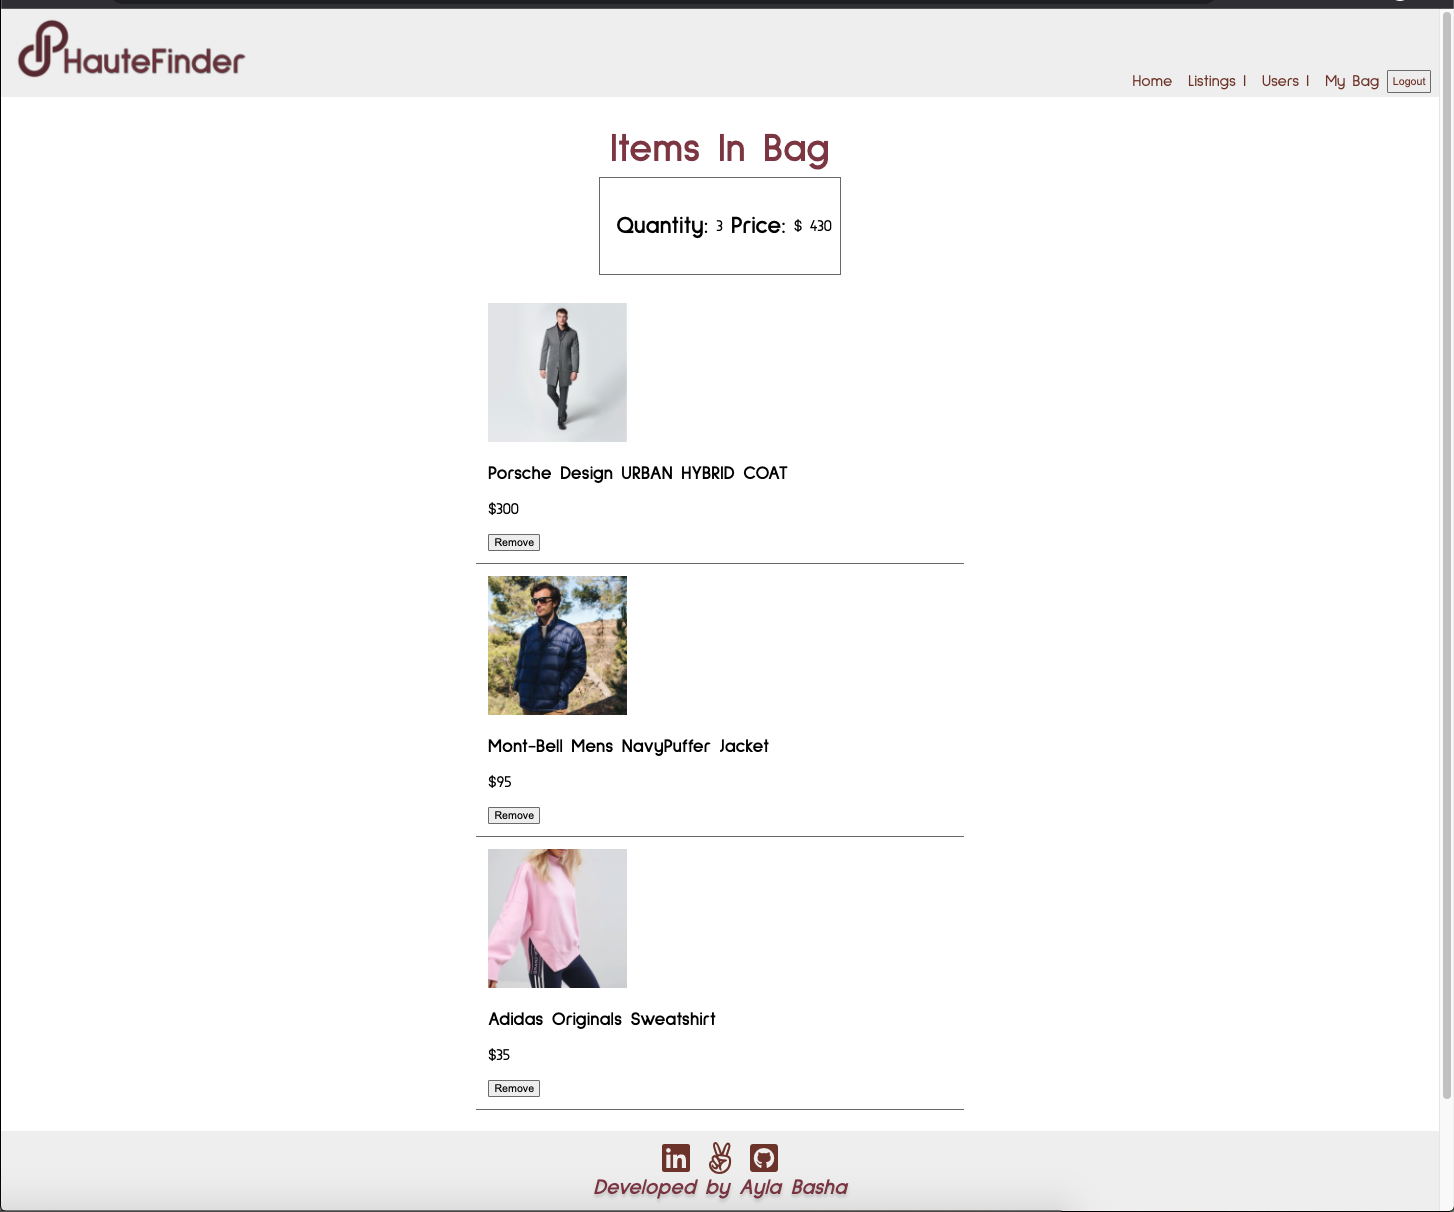 HauteFinder
Home Listings | Users | My Bag Logout
Items In Bag
Quantity: 3 Price: $ 430
Porsche Design URBAN HYBRID COAT
$300
Remove
Mont-Bell Mens NavyPuffer Jacket
$95
Remove
Adidas Originals Sweatshirt
$35
Remove
in
Developed by Ayla Basha